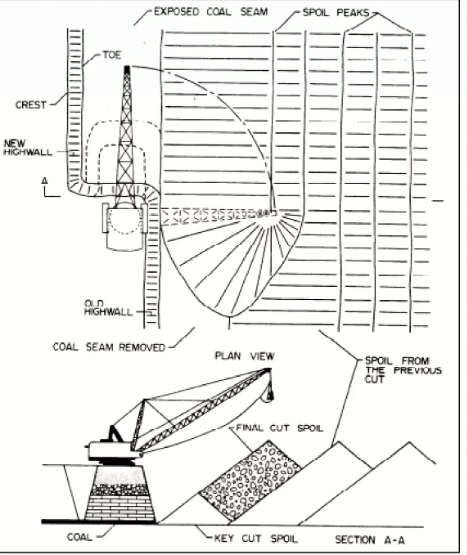 EXPOSED COAL SEAM
SPOIL PEAKS
TOE
CREST
NEW
HIGHWALL
A
OLD
HIGHWALL
COAL SEAM REMOVED
PLAN VIEW
SPOIL FROM
THE PREVIOUS
CUT
FINAL CUT SPOIL
COAL
KEY CUT SPOIL
SECTION A-A